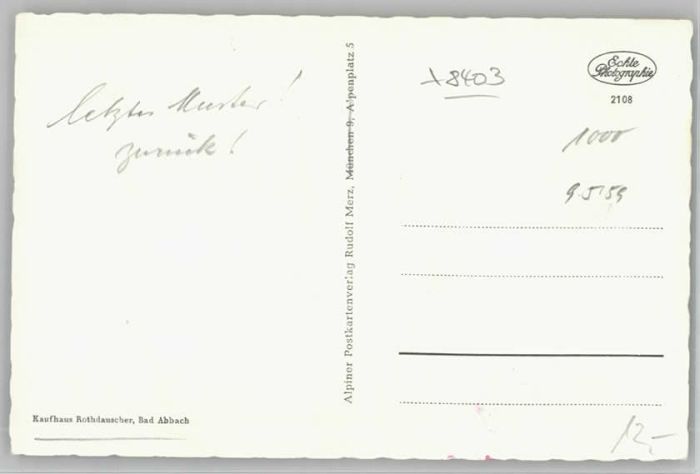 letztes Muster!
zurück!
Kaufhaus Rothdauscher, Bad Abbach
Alpiner Postkartenverlag Rudolf Merz, München 9, Alpenplatz 5
+8403
Echte
Photographie
2108
1000
9.5.59
12,-